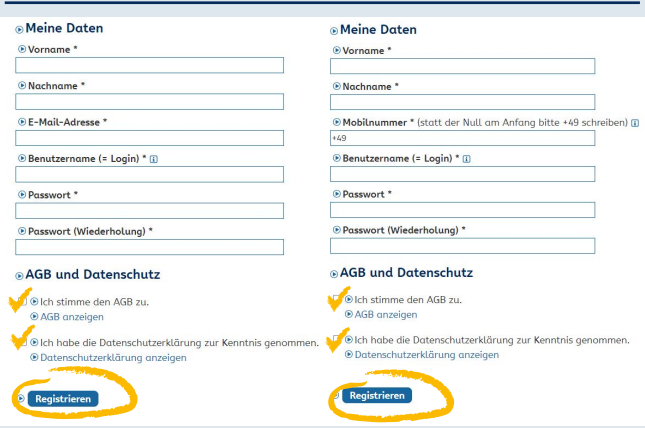 Meine Daten
Vorname *
Nachname *
E-Mail-Adresse *
Benutzername (= Login) * i
Passwort *
Passwort (Wiederholung) *
AGB und Datenschutz
Ich stimme den AGB zu.
AGB anzeigen
Ich habe die Datenschutzerklärung zur Kenntnis genommen.
Datenschutzerklärung anzeigen
Registrieren
Meine Daten
Vorname *
Nachname *
Mobilnummer * (statt der Null am Anfang bitte +49 schreiben) i
+49
Benutzername (= Login) * i
Passwort *
Passwort (Wiederholung) *
AGB und Datenschutz
Ich stimme den AGB zu.
AGB anzeigen
Ich habe die Datenschutzerklärung zur Kenntnis genommen.
Datenschutzerklärung anzeigen
Registrieren